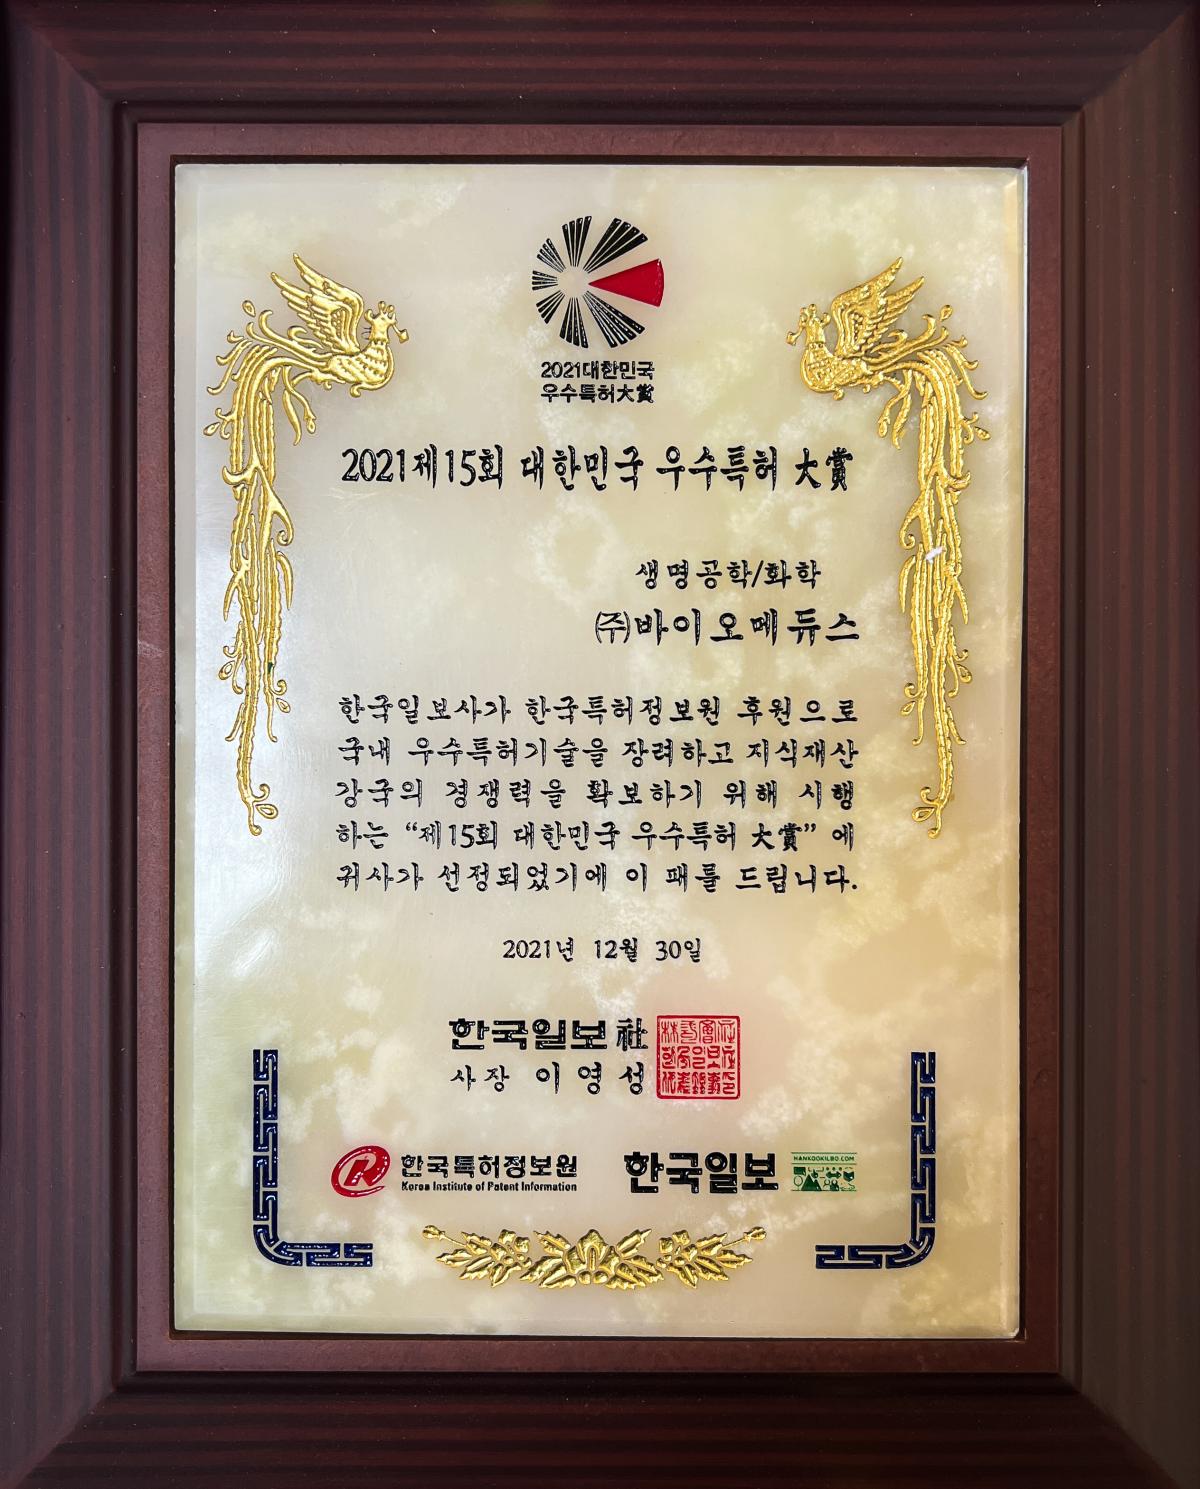 2021대한민국
우수특허大賞
2021제15회 대한민국 우수특허 大賞
생명공학/화학
㈜바이오메듀스
한국일보사가 한국특허정보원 후원으로
국내 우수특허기술을 장려하고 지식재산
강국의 경쟁력을 확보하기 위해 시행
하는 “제15회 대한민국 우수특허 大賞” 에
귀사가 선정되었기에 이 패를 드립니다.
2021년 12월 30일
한국일보社
사장 이영성
한국특허정보원
Korea Institute of Patent Information
한국일보
HANKOOKILBO.COM